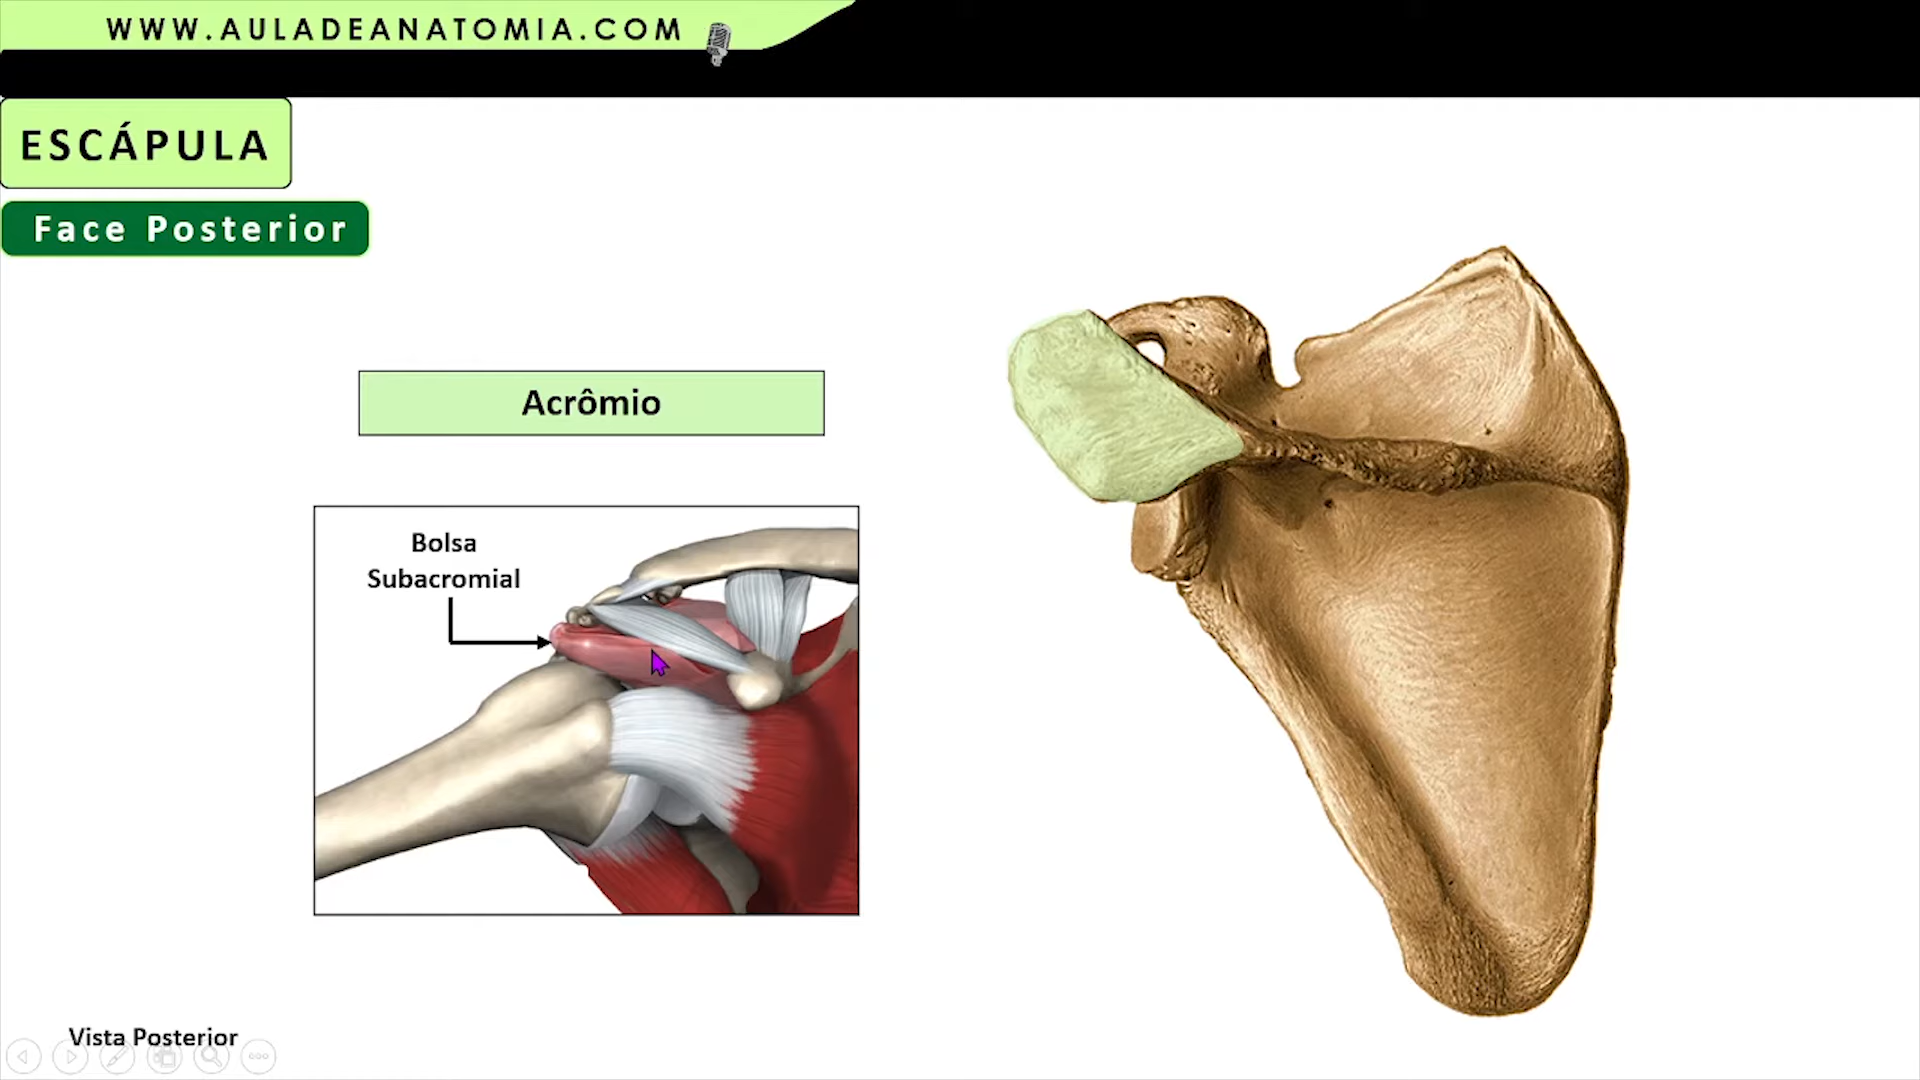 WWW.AULADEANATOMIA.COM
ESCÁPULA
Face Posterior
Acrômio
Bolsa
Subacromial
Vista Posterior